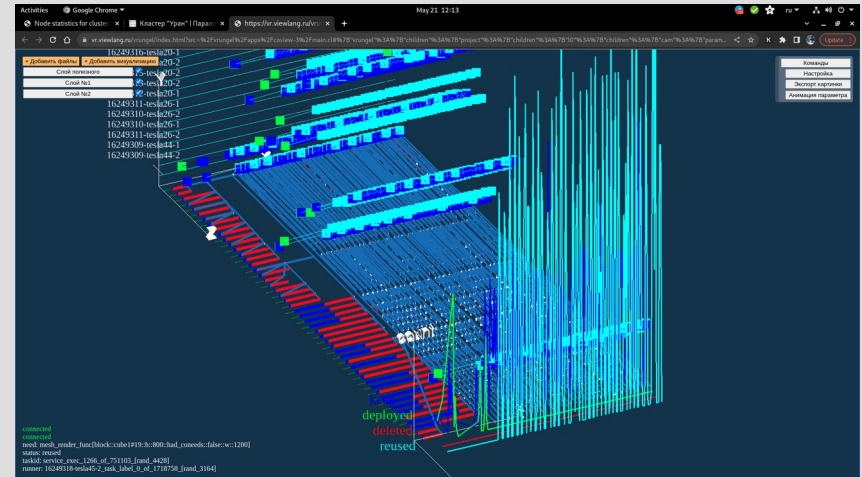 Activities Google Chrome May 21 12:13 ru
Node statistics for cluster × Кластер "Уран" | Паралл × https://vr.viewlang.ru/vru × +
vr.viewlang.ru/vrungel/index.html?src=%2Fvrungel%2Fapps%2Fcoview-3%2Fmain.cl#%7B"vrungel"%3A%7B"children"%3A%7B"project"%3A%7B"children"%3A%7B"l0"%3A%7B"children"%3A%7B"cam"%3A%7B"param... K Update
16249316-tesla20-1
+ Добавить файлы + Добавить визуализацию
Слой полезного
Слой №1
Слой №2
16249311-tesla26-1
16249310-tesla26-2
16249310-tesla26-1
16249311-tesla26-2
16249309-tesla44-1
16249309-tesla44-2
Команды
Настройка
Экспорт картинки
Анимация параметра
deployed
deleted
reused
connected
connected
need: mesh_render_func[block::cube1#19::h::800::had_coneeds::false::w::1200]
status: reused
taskid: service_exec_1266_of_751103_[rand_4428]
runner: 16249318-tesla45-2_task_label_0_of_1718758_[rand_3164]